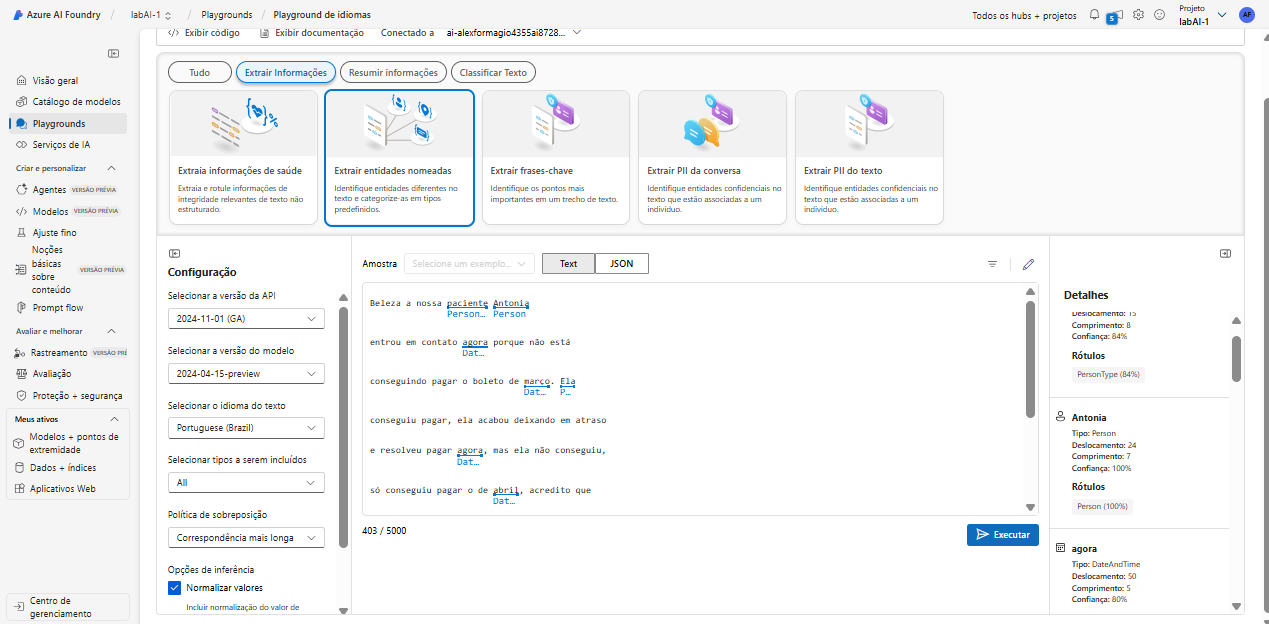 Azure AI Foundry / labAI-1 / Playgrounds / Playground de idiomas
Todos os hubs + projetos
5
Projeto
labAI-1
AF
Exibir código
Exibir documentação
Conectado a ai-alexformagio4355ai8728...
Visão geral
Catálogo de modelos
Playgrounds
Serviços de IA
Criar e personalizar
Agentes VERSÃO PRÉVIA
Modelos VERSÃO PRÉVIA
Ajuste fino
Noções
básicas
sobre
conteúdo
VERSÃO PRÉVIA
Prompt flow
Avaliar e melhorar
Rastreamento VERSÃO PRÉ
Avaliação
Proteção + segurança
Meus ativos
Modelos + pontos de
extremidade
Dados + índices
Aplicativos Web
Centro de
gerenciamento
Tudo
Extrair Informações
Resumir informações
Classificar Texto
Extraia informações de saúde
Extraia e rotule informações de
integridade relevantes de texto não
estruturado.
Extrair entidades nomeadas
Identifique entidades diferentes no
texto e categorize-as em tipos
predefinidos.
Extrair frases-chave
Identifique os pontos mais
importantes em um trecho de texto.
Extrair PII da conversa
Identifique entidades confidenciais no
texto que estão associadas a um
indivíduo.
Extrair PII do texto
Identifique entidades confidenciais no
texto que estão associadas a um
indivíduo.
Configuração
Selecionar a versão da API
2024-11-01 (GA)
Selecionar a versão do modelo
2024-04-15-preview
Selecionar o idioma do texto
Portuguese (Brazil)
Selecionar tipos a serem incluídos
All
Política de sobreposição
Correspondência mais longa
Opções de inferência
Normalizar valores
Incluir normalização do valor de
Amostra
Selecione um exemplo...
Text
JSON
Beleza a nossa paciente Antonia
Person... Person
entrou em contato agora porque não está
Dat...
conseguindo pagar o boleto de março. Ela
Dat... P...
conseguiu pagar, ela acabou deixando em atraso
e resolveu pagar agora, mas ela não conseguiu,
Dat...
só conseguiu pagar o de abril, acredito que
Dat...
403 / 5000
Executar
Detalhes
Deslocamento: 15
Comprimento: 8
Confiança: 84%
Rótulos
PersonType (84%)
Antonia
Tipo: Person
Deslocamento: 24
Comprimento: 7
Confiança: 100%
Rótulos
Person (100%)
agora
Tipo: DateAndTime
Deslocamento: 50
Comprimento: 5
Confiança: 80%